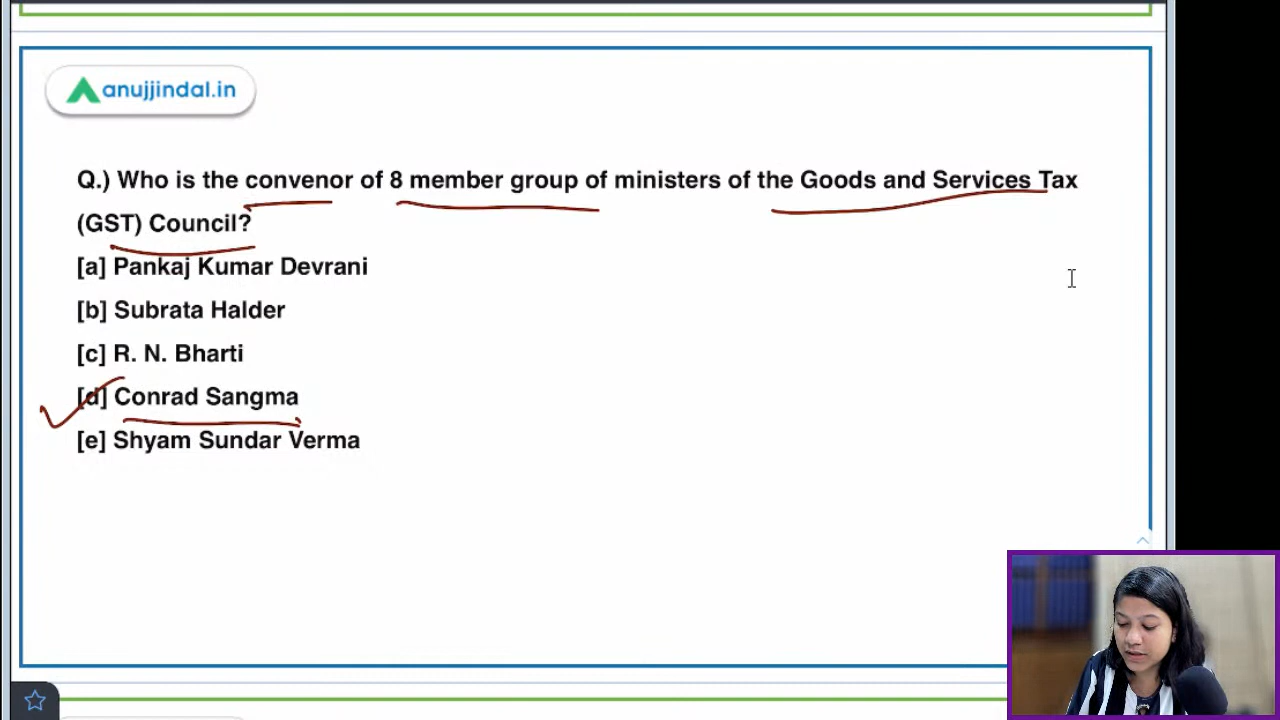 anujjindal.in
Q.) Who is the convenor of 8 member group of ministers of the Goods and Services Tax
(GST) Council?
[a] Pankaj Kumar Devrani
[b] Subrata Halder
[c] R. N. Bharti
[d] Conrad Sangma
[e] Shyam Sundar Verma